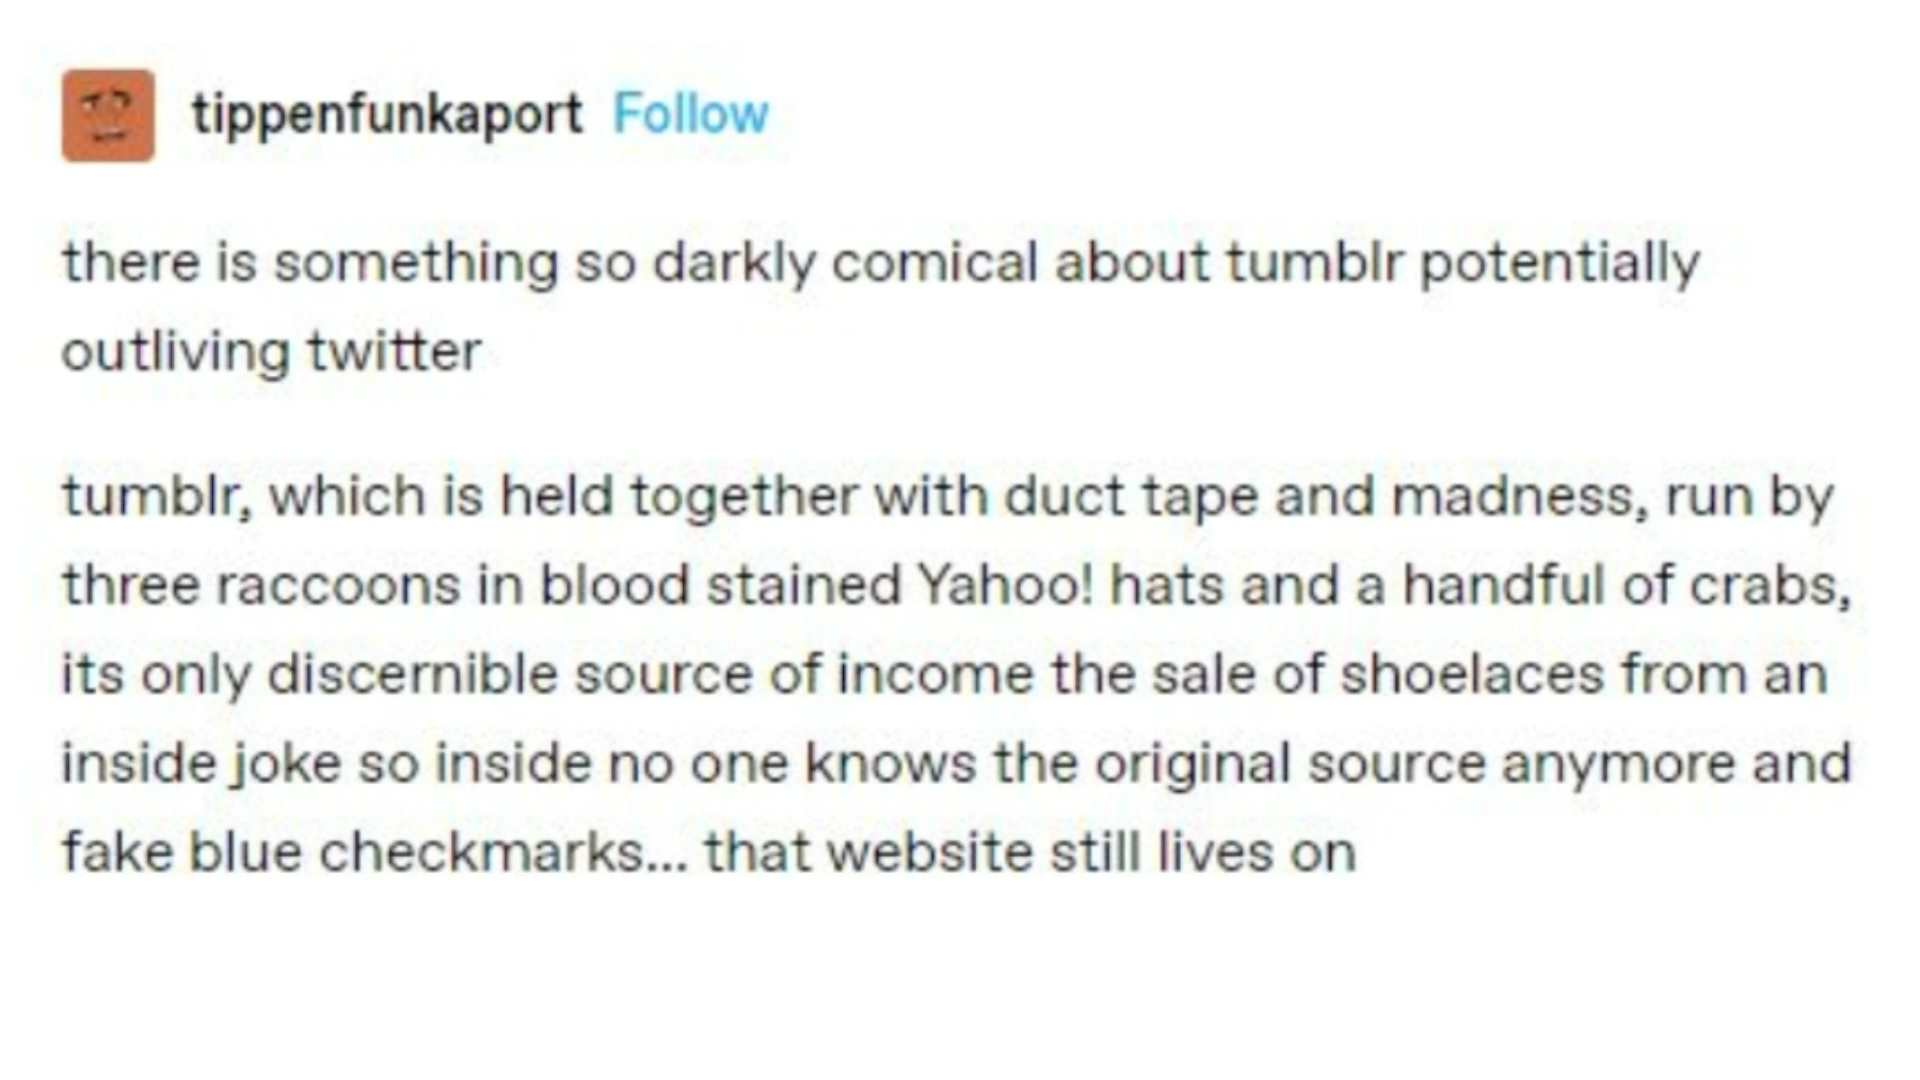 tippenfunkaport Follow
there is something so darkly comical about tumblr potentially
outliving twitter
tumblr, which is held together with duct tape and madness, run by
three raccoons in blood stained Yahoo! hats and a handful of crabs,
its only discernible source of income the sale of shoelaces from an
inside joke so inside no one knows the original source anymore and
fake blue checkmarks... that website still lives on